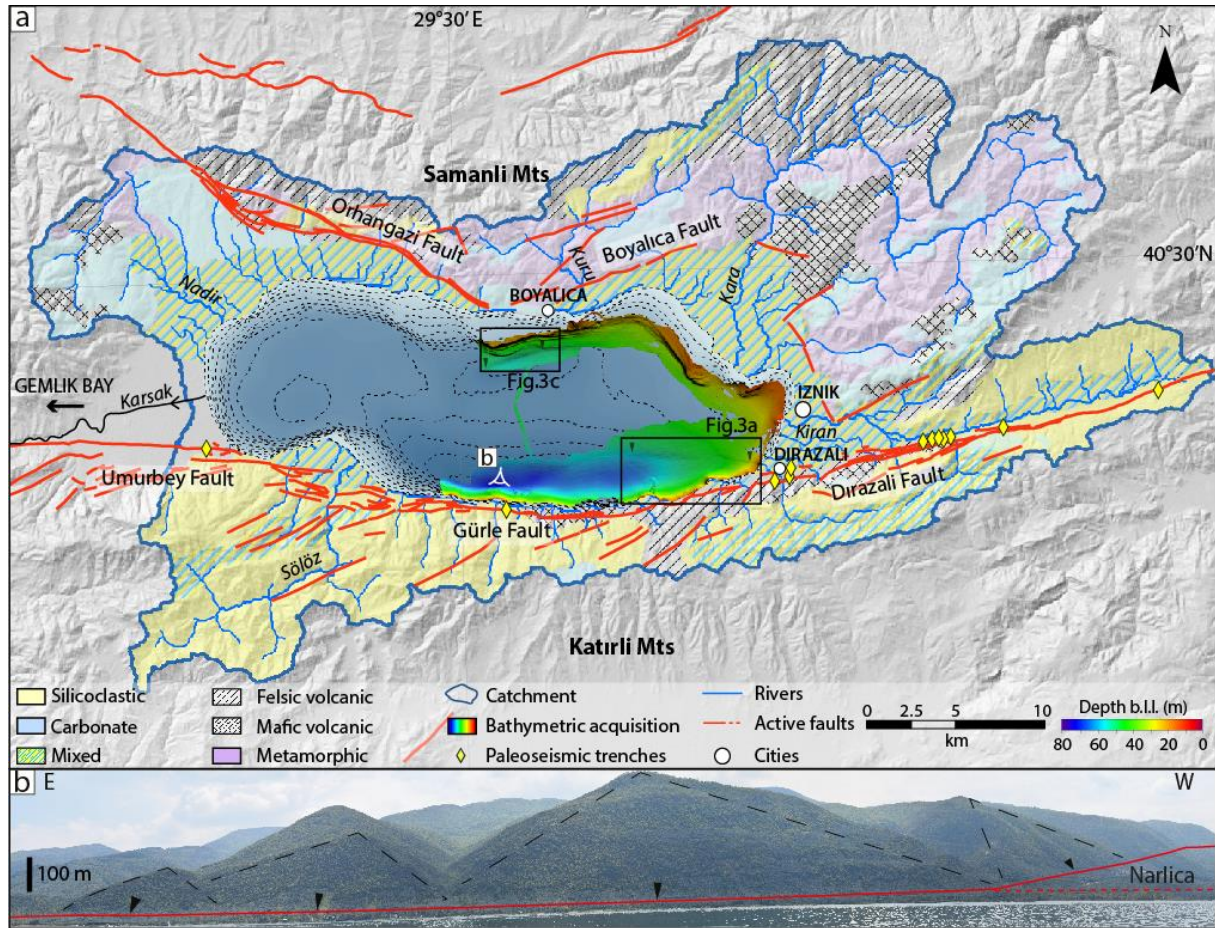 a
29°30' E
N
Samanli Mts
Orhangazi Fault
Boyalıca Fault
Kuru
Kara
40°30'N
Nadir
BOYALICA
Fig.3c
GEMLIK BAY
Karsak
IZNIK
Fig.3a
Kiran
b
DIRAZALI
Umurbey Fault
Dırazali Fault
Gürle Fault
Sölöz
Katırli Mts
Silicoclastic
Felsic volcanic
Catchment
Rivers
Carbonate
Mafic volcanic
Bathymetric acquisition
Active faults
Mixed
Metamorphic
Paleoseismic trenches
Cities
0 2.5 5 10
km
Depth b.l.l. (m)
80 60 40 20 0
b E
W
100 m
Narlica